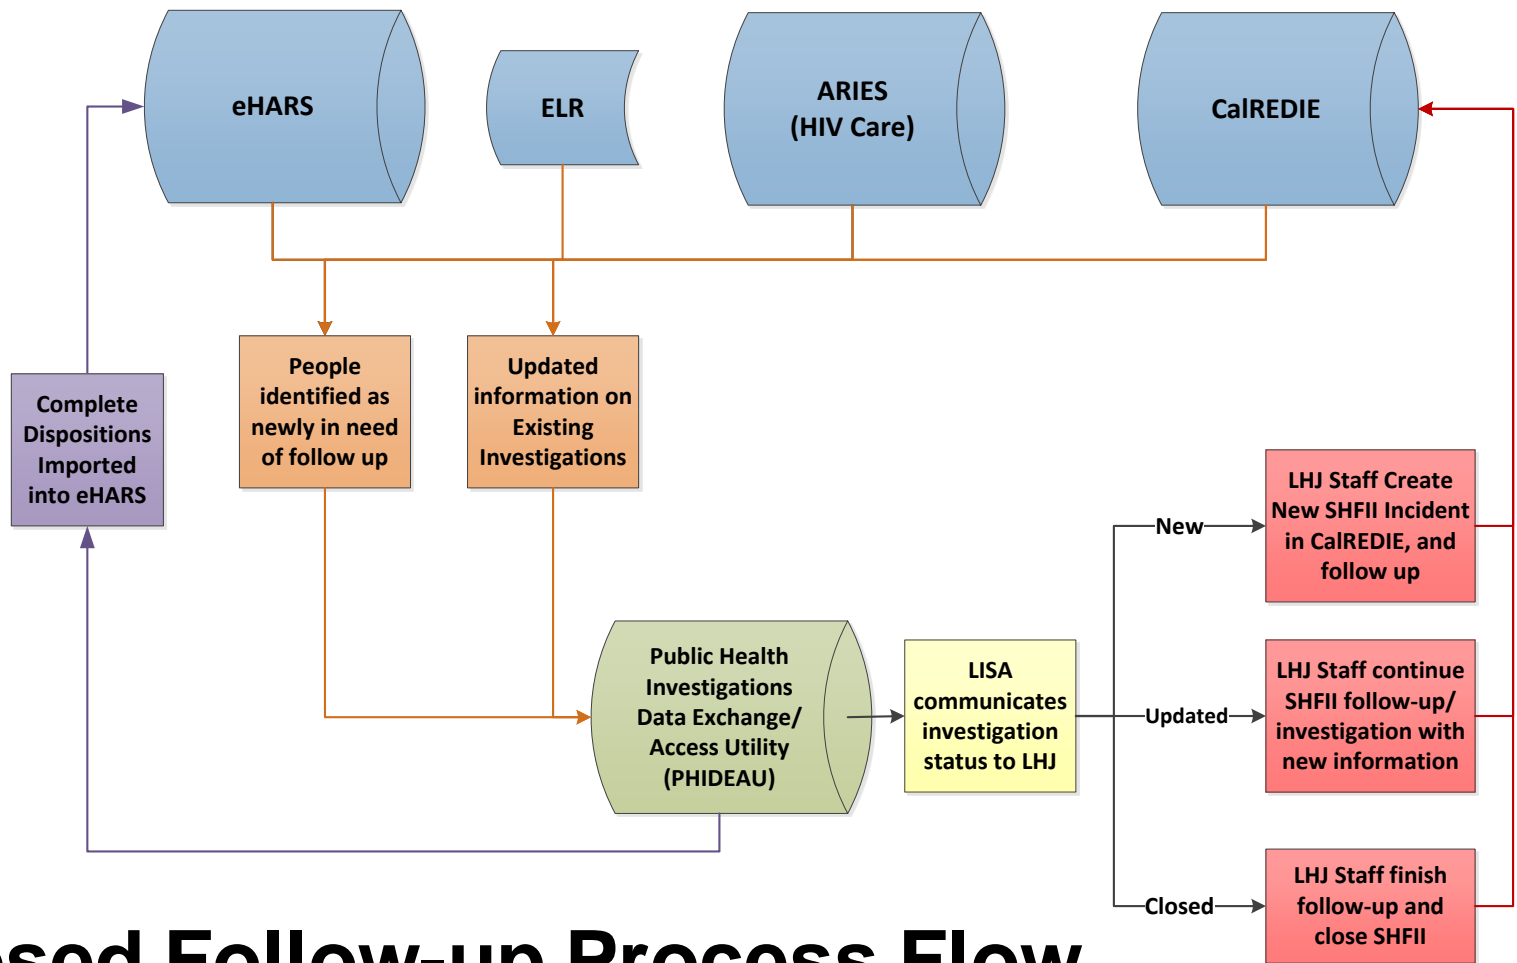 eHARS
ELR
ARIES
(HIV Care)
CalREDIE
People
identified as
newly in need
of follow up
Updated
information on
Existing
Investigations
Complete
Dispositions
Imported
into eHARS
LHJ Staff Create
New SHFII Incident
in CalREDIE, and
follow up
New
Public Health
Investigations
Data Exchange/
Access Utility
(PHIDEAU)
LISA
communicates
investigation
status to LHJ
Updated
LHJ Staff continue
SHFII follow-up/
investigation with
new information
Closed
LHJ Staff finish
follow-up and
close SHFII
Follow-up Process Flow